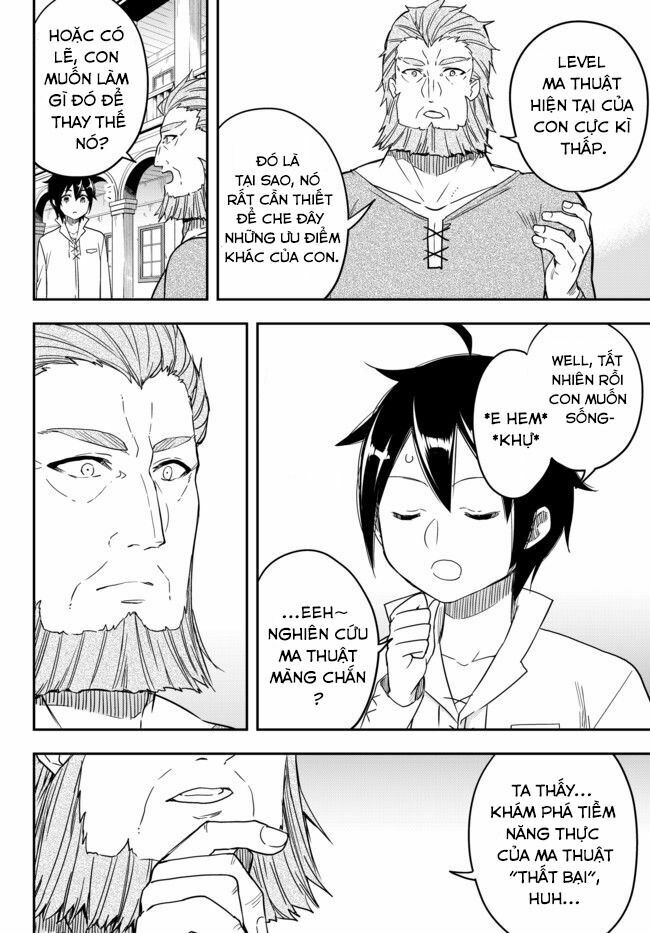 LEVEL
MA THUẬT
HIỆN TẠI CỦA
CON CỰC KÌ
THẤP.
ĐÓ LÀ
TẠI SAO, NÓ
RẤT CẦN THIẾT
ĐỂ CHE ĐẬY
NHỮNG ƯU ĐIỂM
KHÁC CỦA CON.
HOẶC CÓ
LẼ, CON
MUỐN LÀM
GÌ ĐÓ ĐỂ
THAY THẾ
NÓ?
WELL, TẤT
NHIÊN RỒI
CON MUỐN
SỐNG-
*E HEM*
*KHỰ*
...EEH~
NGHIÊN CỨU
MA THUẬT
MÀNG CHẮN
?
TA THẤY...
KHÁM PHÁ TIỀM
NĂNG THỰC
CỦA MA THUẬT
"THẤT BẠI",
HUH...